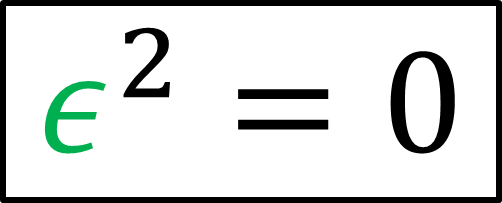 ϵ² = 0